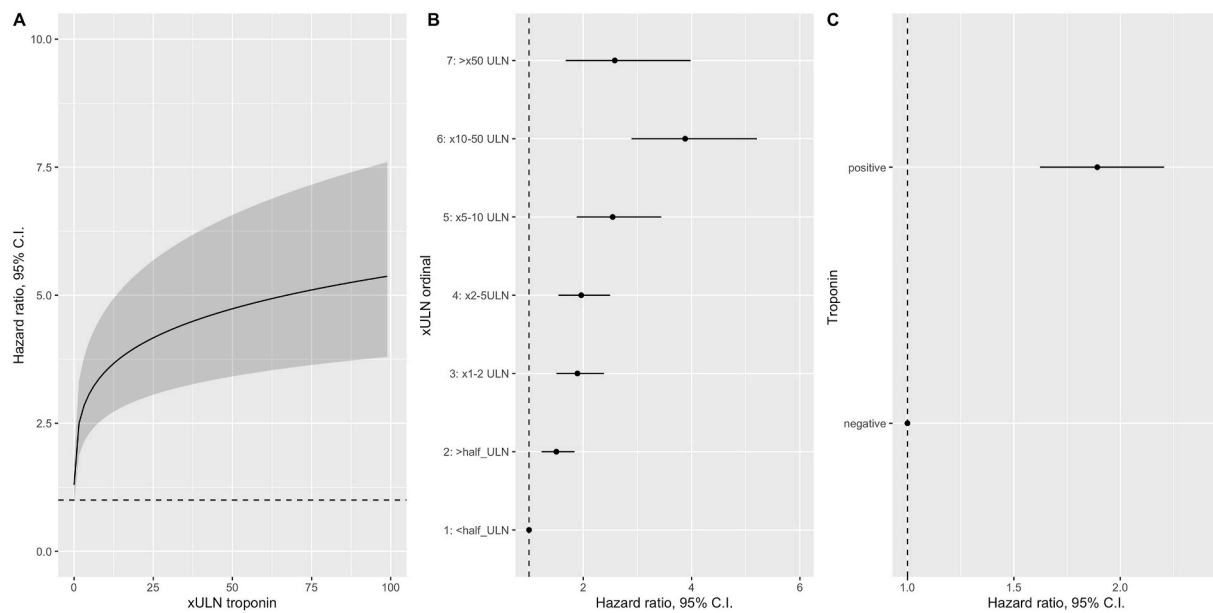 A
Hazard ratio, 95% C.I.
10.0
7.5
5.0
2.5
0.0
0
25
50
75
100
xULN troponin
B
xULN ordinal
7: >x50 ULN
6: x10-50 ULN
5: x5-10 ULN
4: x2-5ULN
3: x1-2 ULN
2: >half_ULN
1: <half_ULN
2
4
6
Hazard ratio, 95% C.I.
C
Troponin
positive
negative
1.0
1.5
2.0
Hazard ratio, 95% C.I.